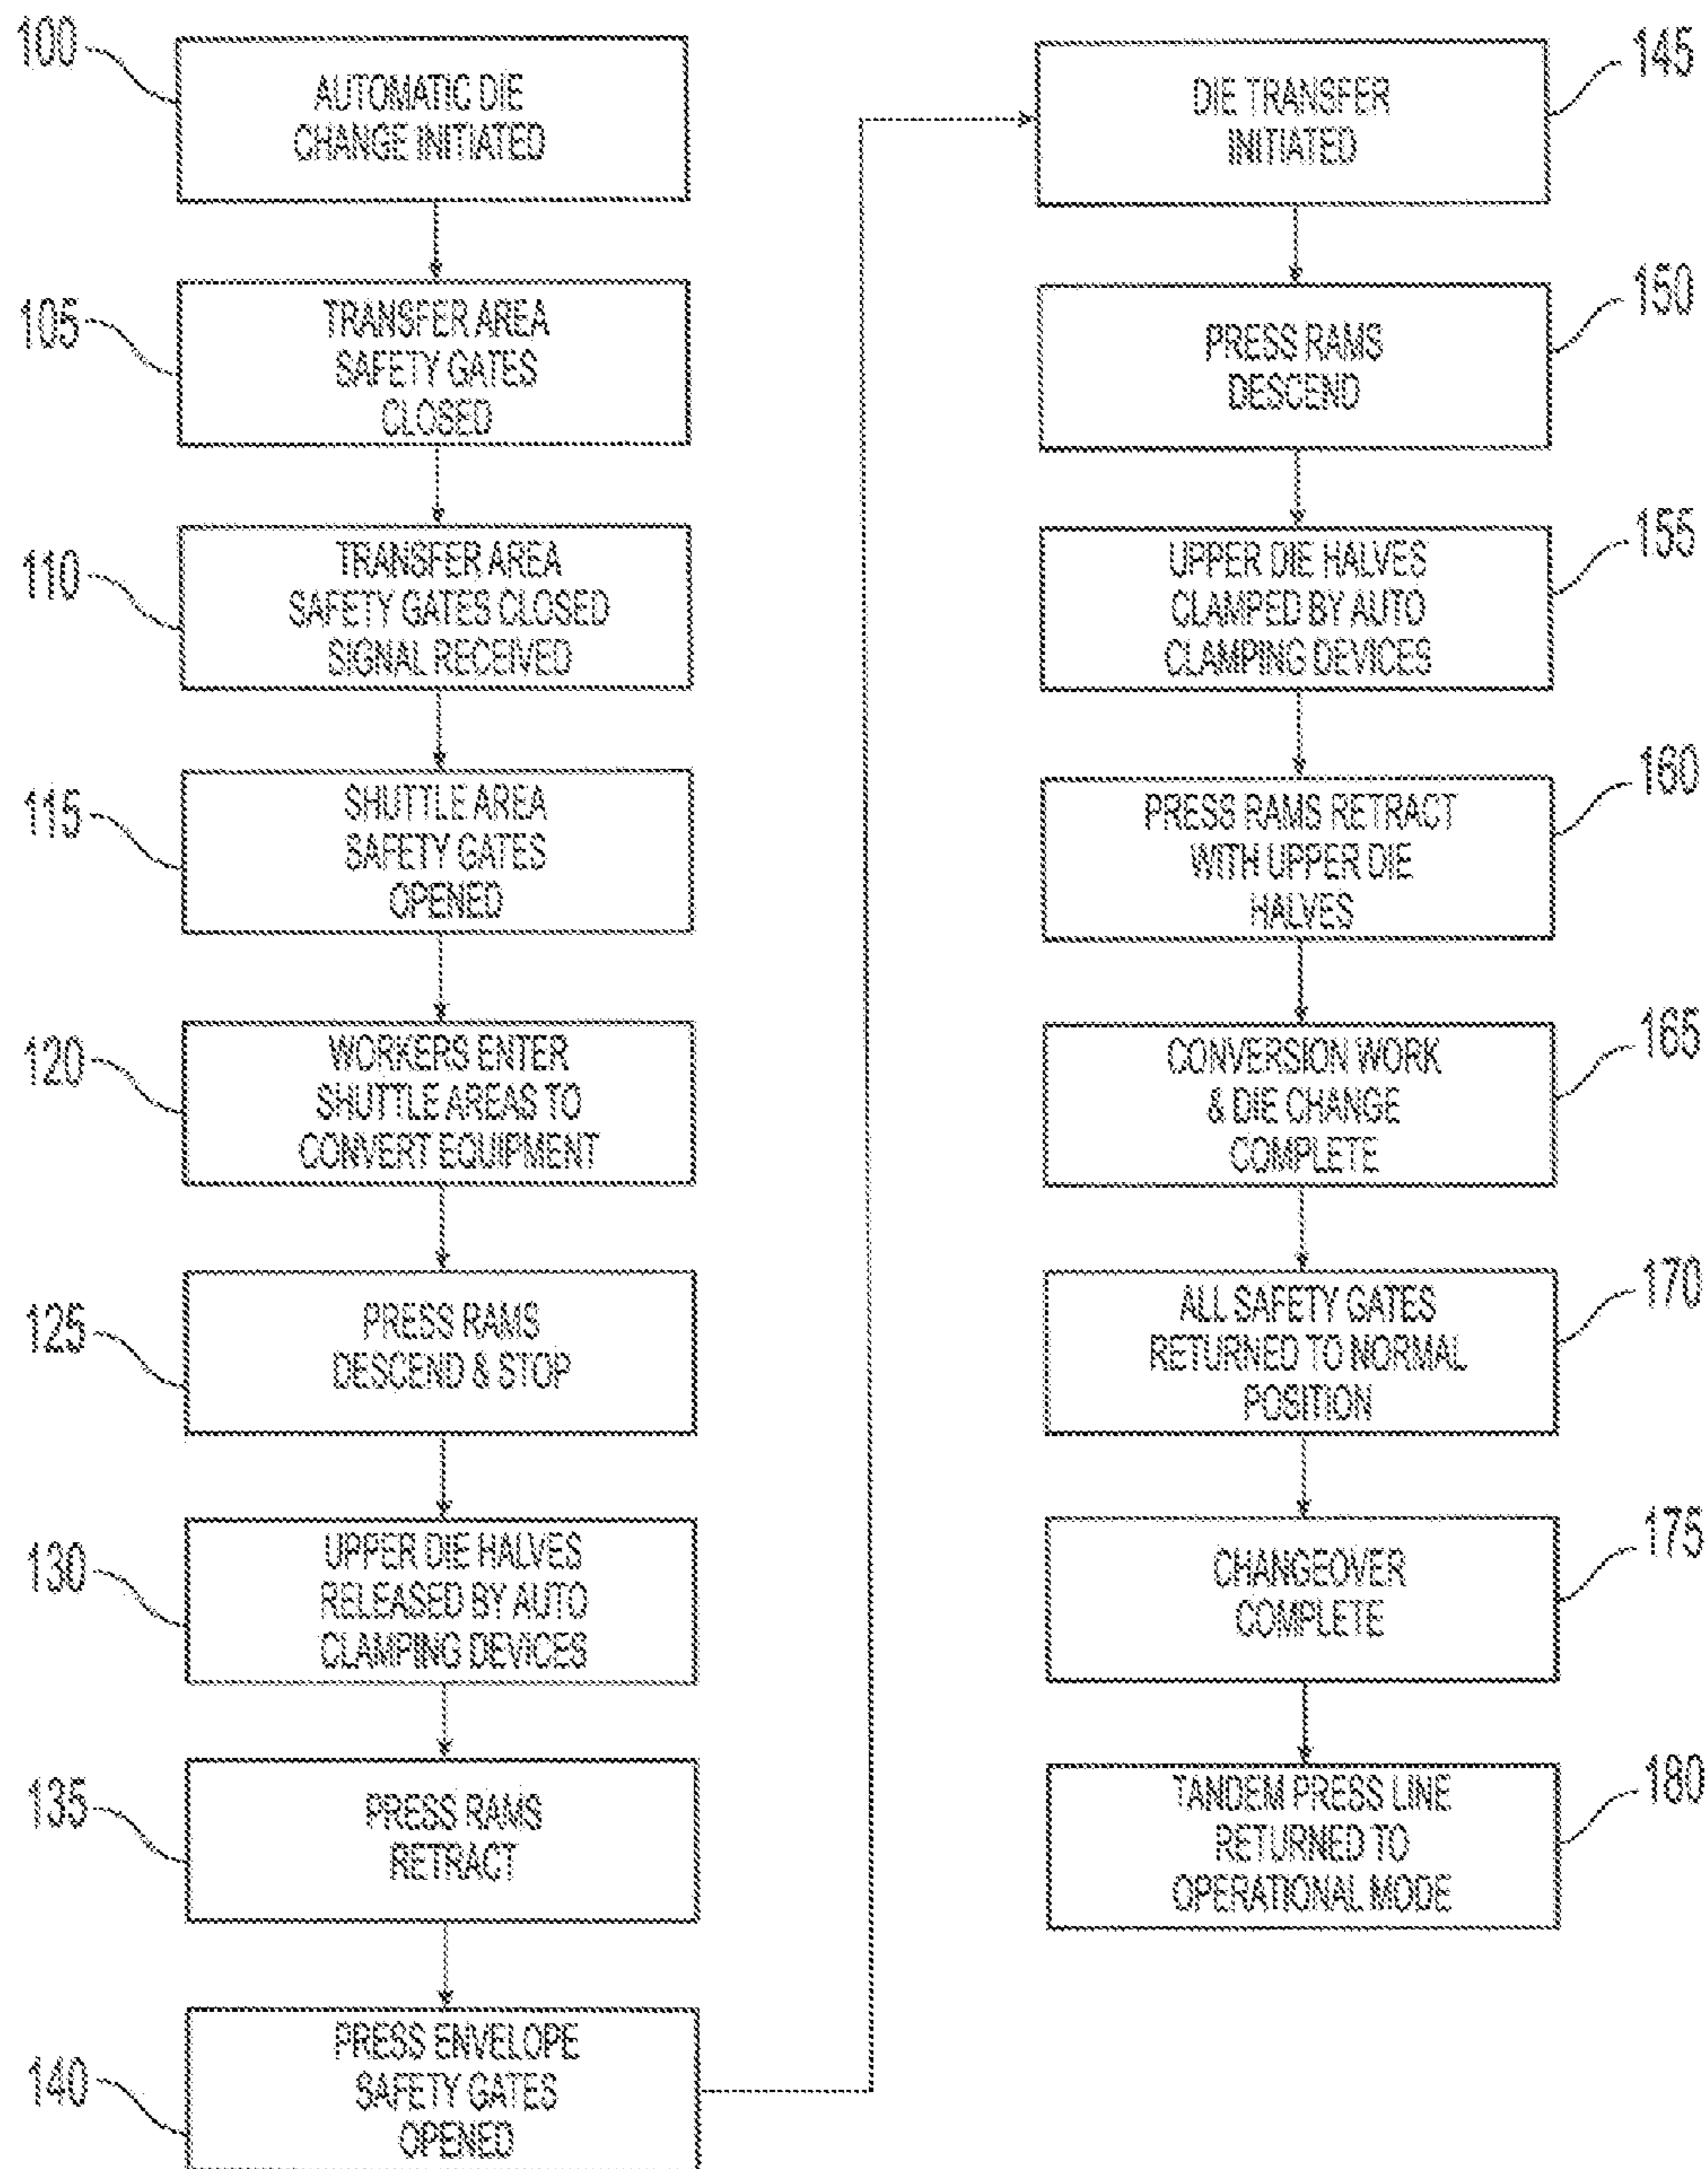 100
AUTOMATIC DIE
CHANGE INITIATED
105
TRANSFER AREA
SAFETY GATES
CLOSED
110
TRANSFER AREA
SAFETY GATES CLOSED
SIGNAL RECEIVED
115
SHUTTLE AREA
SAFETY GATES
OPENED
120
WORKERS ENTER
SHUTTLE AREAS TO
CONVERT EQUIPMENT
125
PRESS RAMS
DESCEND & STOP
130
UPPER DIE HALVES
RELEASED BY AUTO
CLAMPING DEVICES
135
PRESS RAMS
RETRACT
140
PRESS ENVELOPE
SAFETY GATES
OPENED
145
DIE TRANSFER
INITIATED
150
PRESS RAMS
DESCEND
155
UPPER DIE HALVES
CLAMPED BY AUTO
CLAMPING DEVICES
160
PRESS RAMS RETRACT
WITH UPPER DIE
HALVES
165
CONVERSION WORK
& DIE CHANGE
COMPLETE
170
ALL SAFETY GATES
RETURNED TO NORMAL
POSITION
175
CHANGEOVER
COMPLETE
180
TANDEM PRESS LINE
RETURNED TO
OPERATIONAL MODE